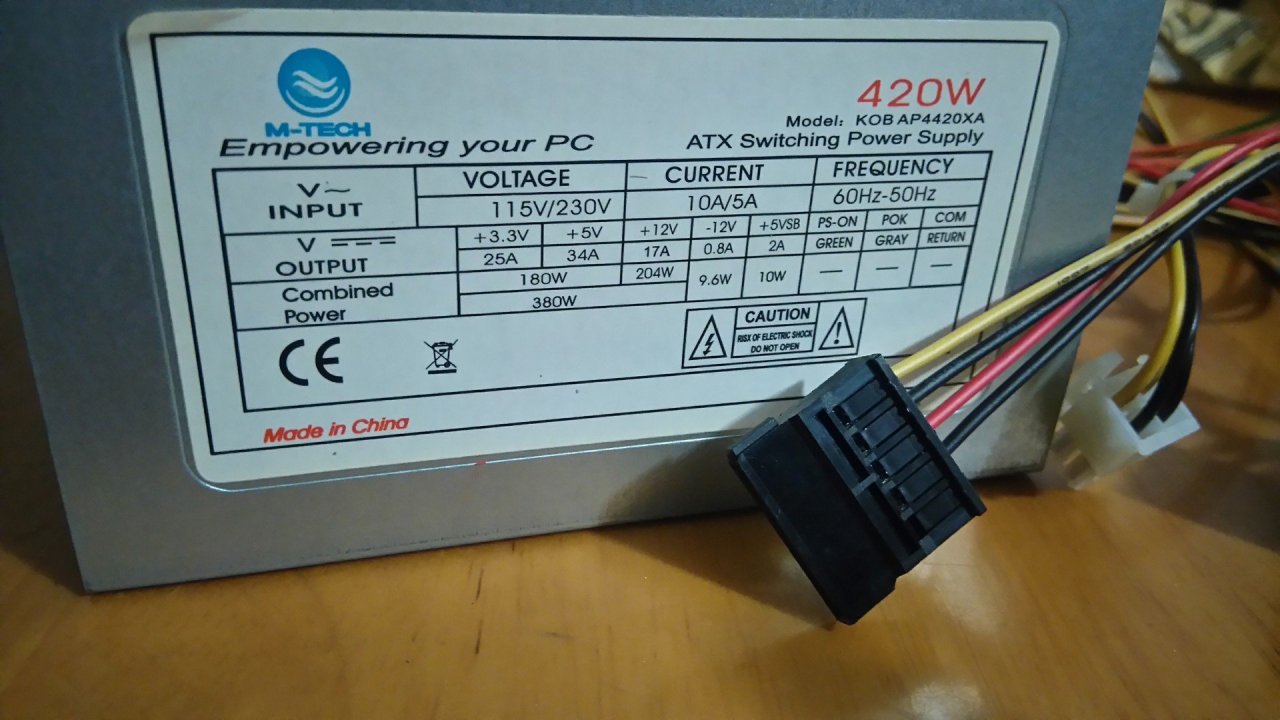 M-TECH
Empowering your PC
420W
Model: KOB AP4420XA
ATX Switching Power Supply
V~ INPUT VOLTAGE CURRENT FREQUENCY
115V/230V 10A/5A 60Hz-50Hz
V OUTPUT +3.3V +5V +12V -12V +5VSB PS-ON POK COM
25A 34A 17A 0.8A 2A GREEN GRAY RETURN
Combined Power 180W 204W 9.6W 10W — — —
380W
CE
CAUTION
RISX OF ELECTRIC SHOCK
DO NOT OPEN
Made in China